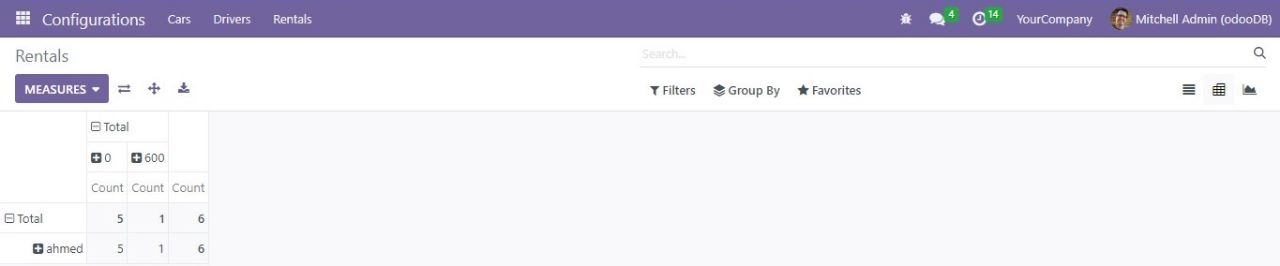 Configurations Cars Drivers Rentals 4 14 YourCompany Mitchell Admin (odooDB)
Rentals Search...
MEASURES Filters Group By Favorites
Total
0 600
Count Count Count
Total 5 1 6
ahmed 5 1 6